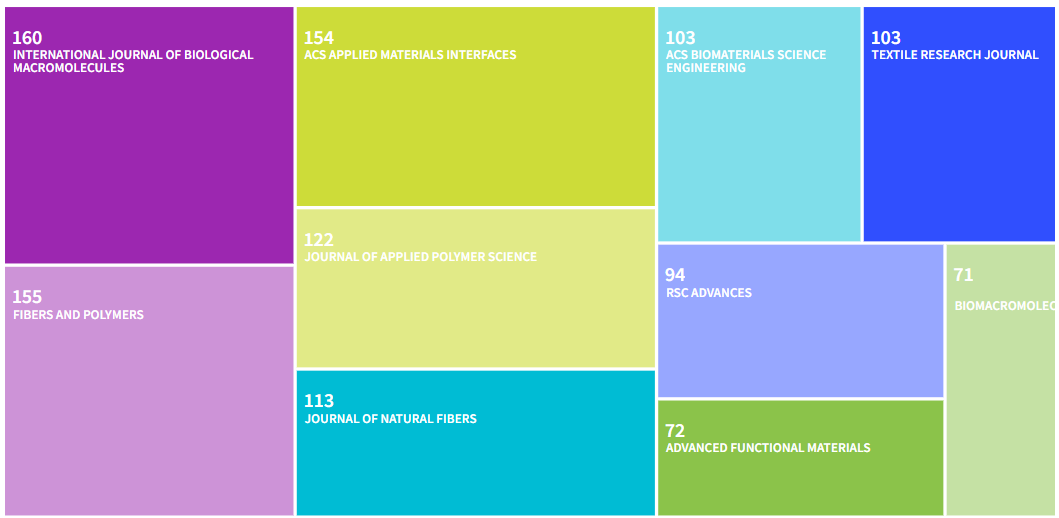 160
INTERNATIONAL JOURNAL OF BIOLOGICAL
MACROMOLECULES
155
FIBERS AND POLYMERS
154
ACS APPLIED MATERIALS INTERFACES
122
JOURNAL OF APPLIED POLYMER SCIENCE
113
JOURNAL OF NATURAL FIBERS
103
ACS BIOMATERIALS SCIENCE
ENGINEERING
103
TEXTILE RESEARCH JOURNAL
94
RSC ADVANCES
72
ADVANCED FUNCTIONAL MATERIALS
71